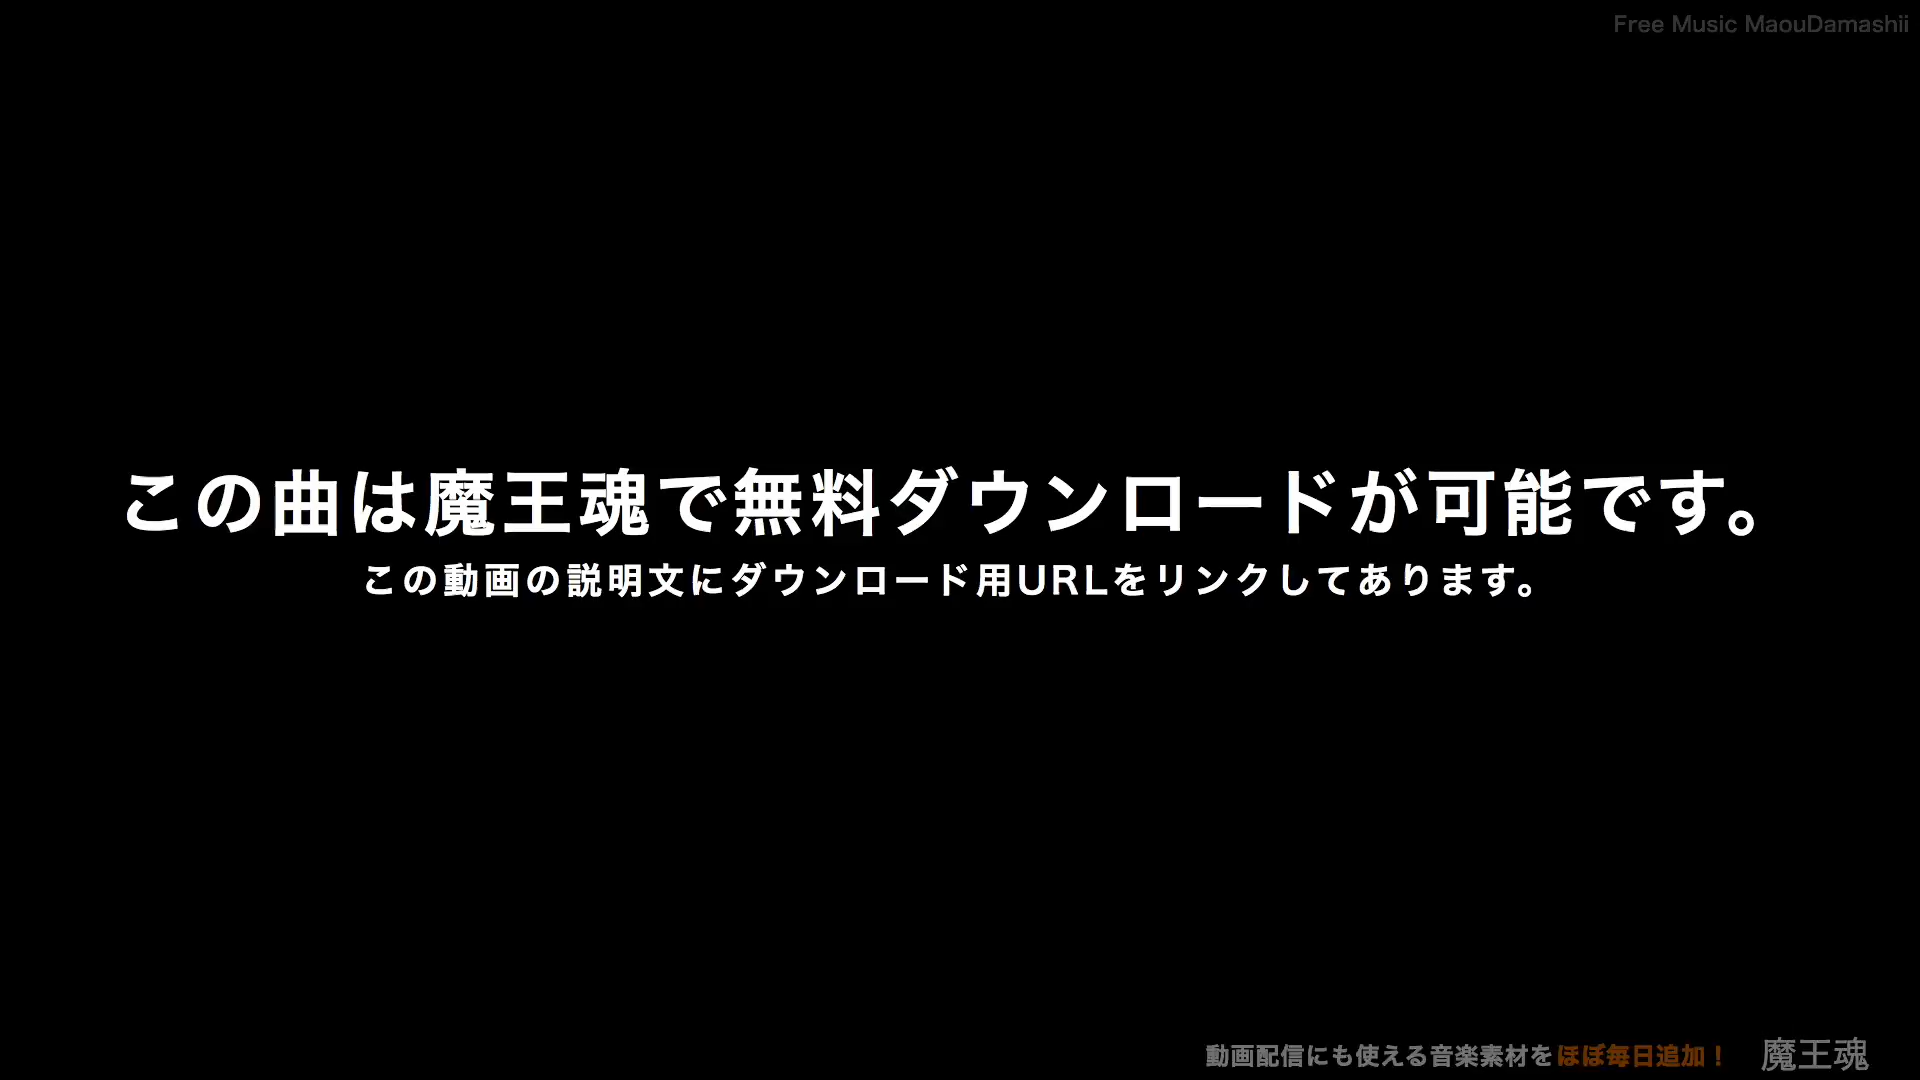 Free Music MaouDamashii
この曲は魔王魂で無料ダウンロードが可能です。
この動画の説明文にダウンロード用URLをリンクしてあります。
動画配信にも使える音楽素材をほぼ毎日追加！ 魔王魂